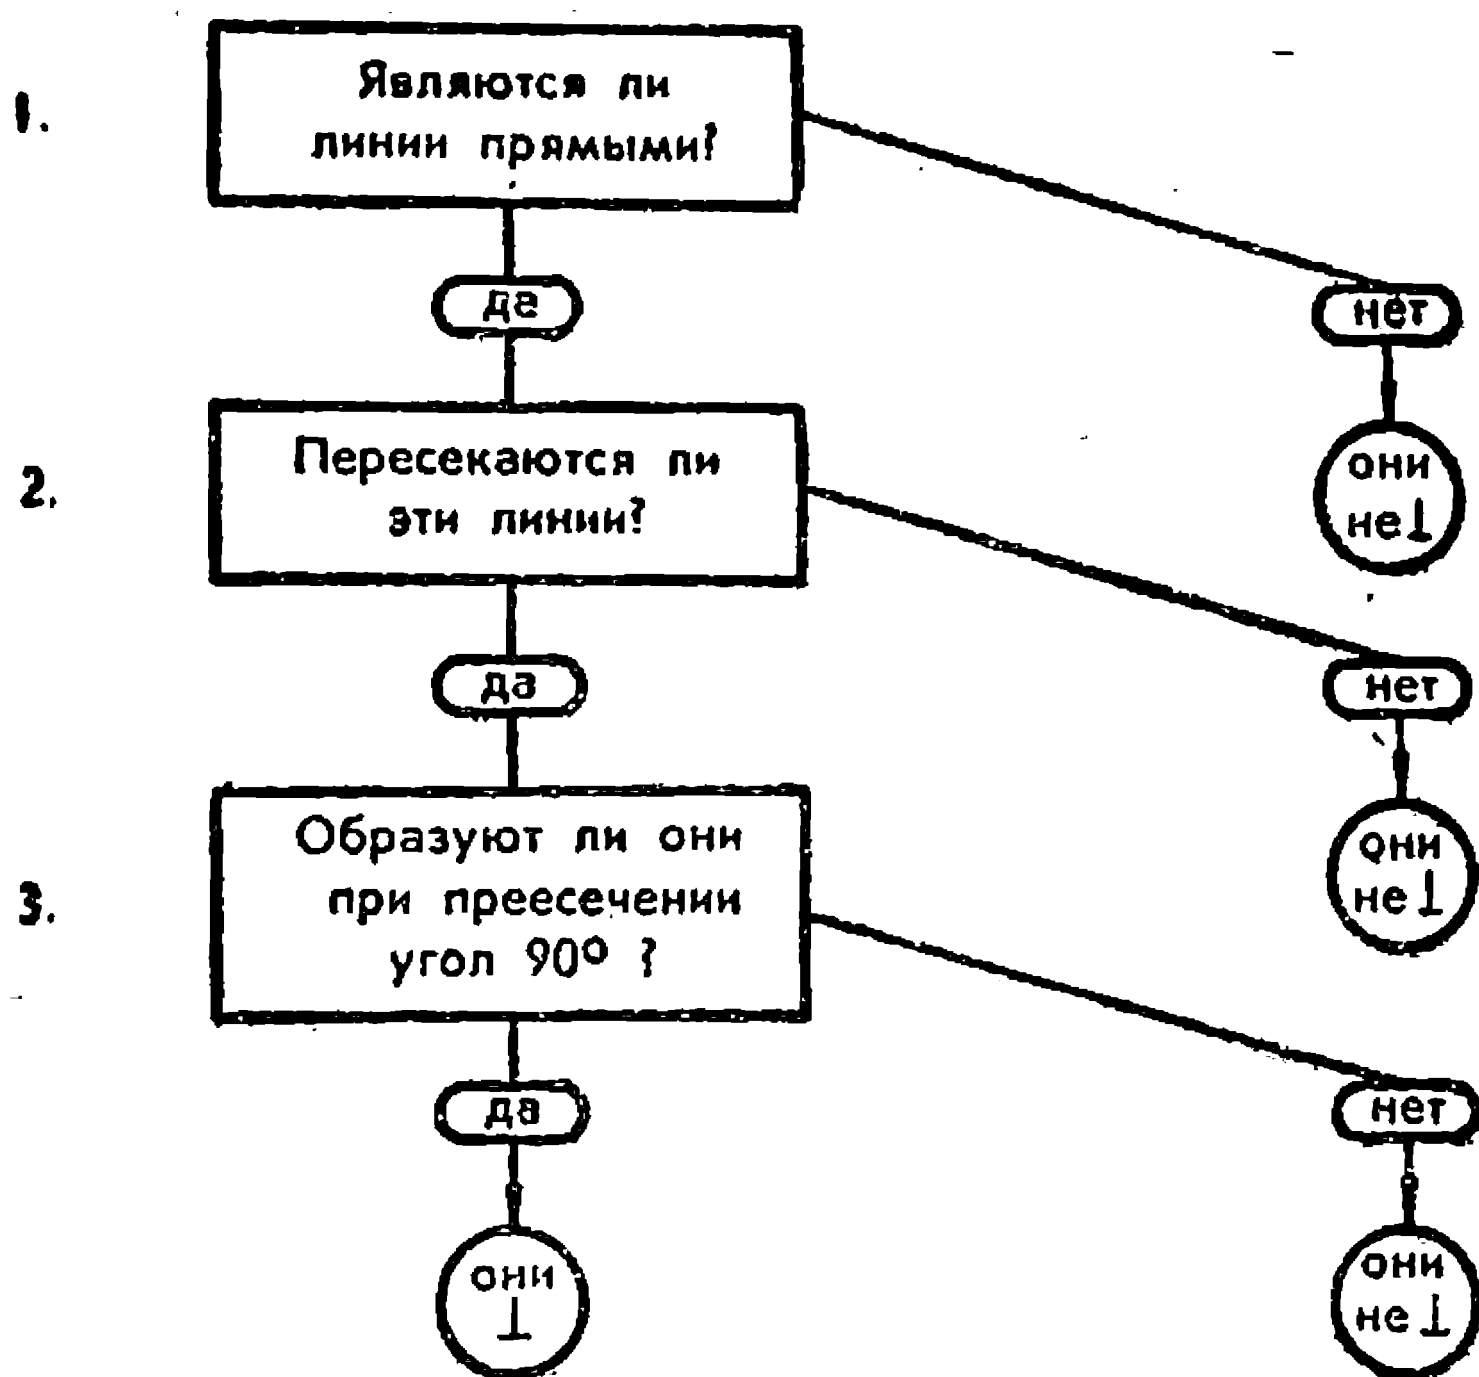 1.
Являются ли
линии прямыми?
да
нет
они
не ⊥
2.
Пересекаются ли
эти линии?
да
нет
они
не ⊥
3.
Образуют ли они
при преесечении
угол 90° ?
да
нет
они
⊥
они
не ⊥